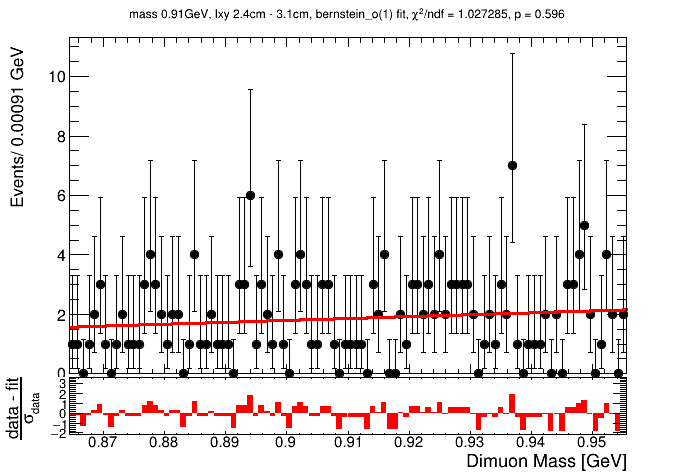 mass 0.91GeV, lxy 2.4cm - 3.1cm, bernstein_o(1) fit, χ²/ndf = 1.027285, p = 0.596
Events/ 0.00091 GeV
10
8
6
4
2
0
data - fit
σdata
3
2
1
0
−1
−2
0.87 0.88 0.89 0.9 0.91 0.92 0.93 0.94 0.95
Dimuon Mass [GeV]